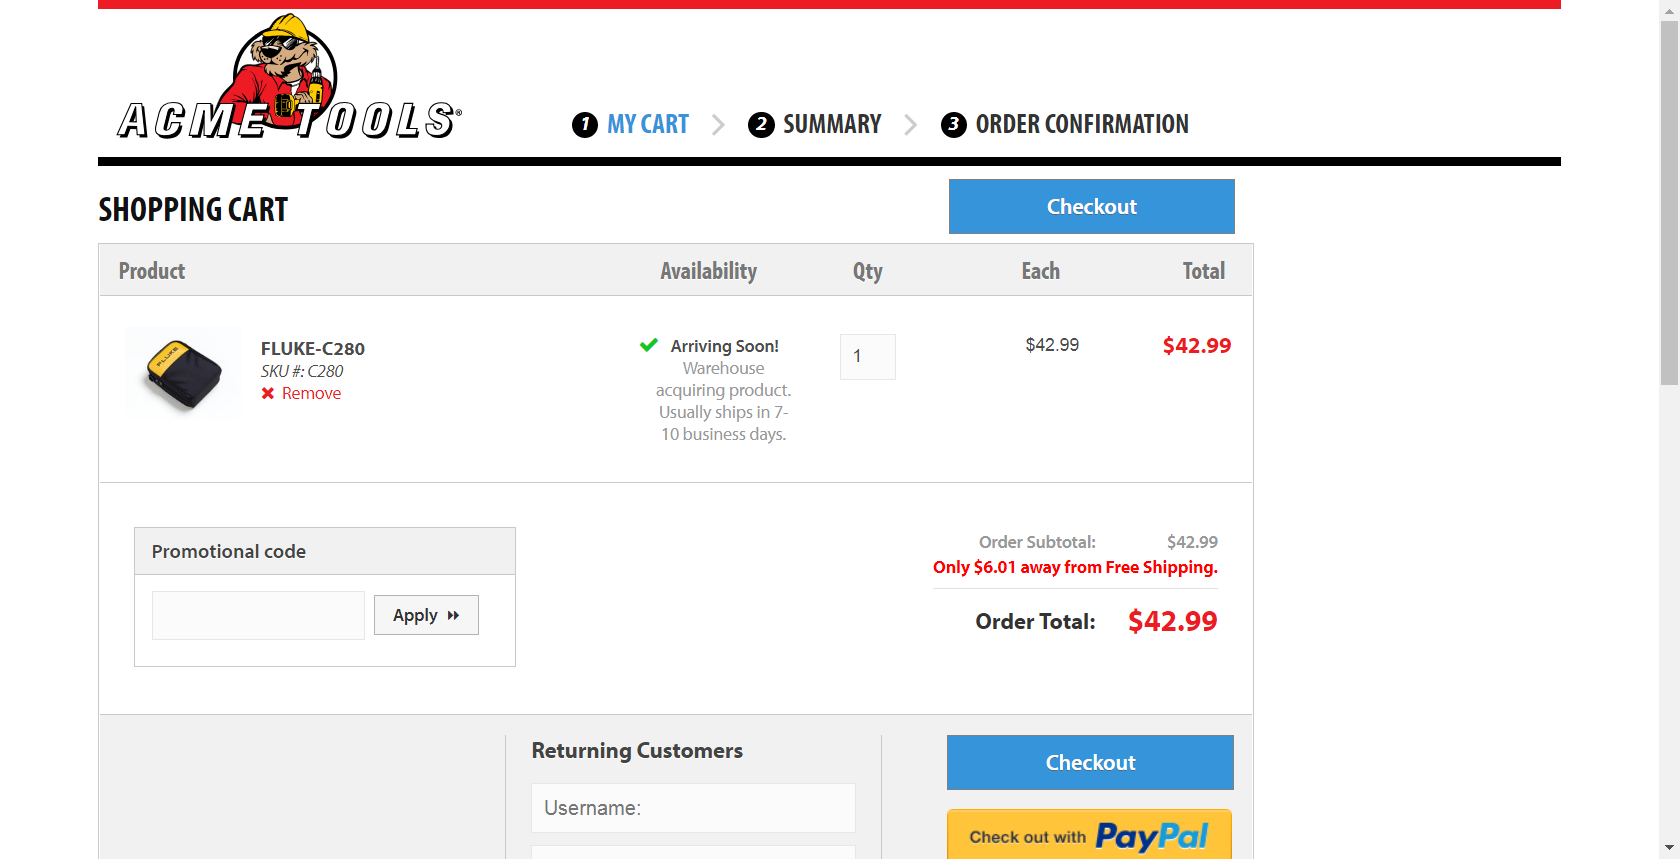 ACME TOOLS®
1 MY CART 2 SUMMARY 3 ORDER CONFIRMATION
SHOPPING CART
Checkout
Product Availability Qty Each Total
FLUKE
FLUKE-C280
SKU #: C280
Remove
Arriving Soon!
Warehouse
acquiring product.
Usually ships in 7-
10 business days.
1
$42.99
$42.99
Promotional code
Apply
Order Subtotal: $42.99
Only $6.01 away from Free Shipping.
Order Total: $42.99
Returning Customers
Username:
Checkout
Check out with PayPal